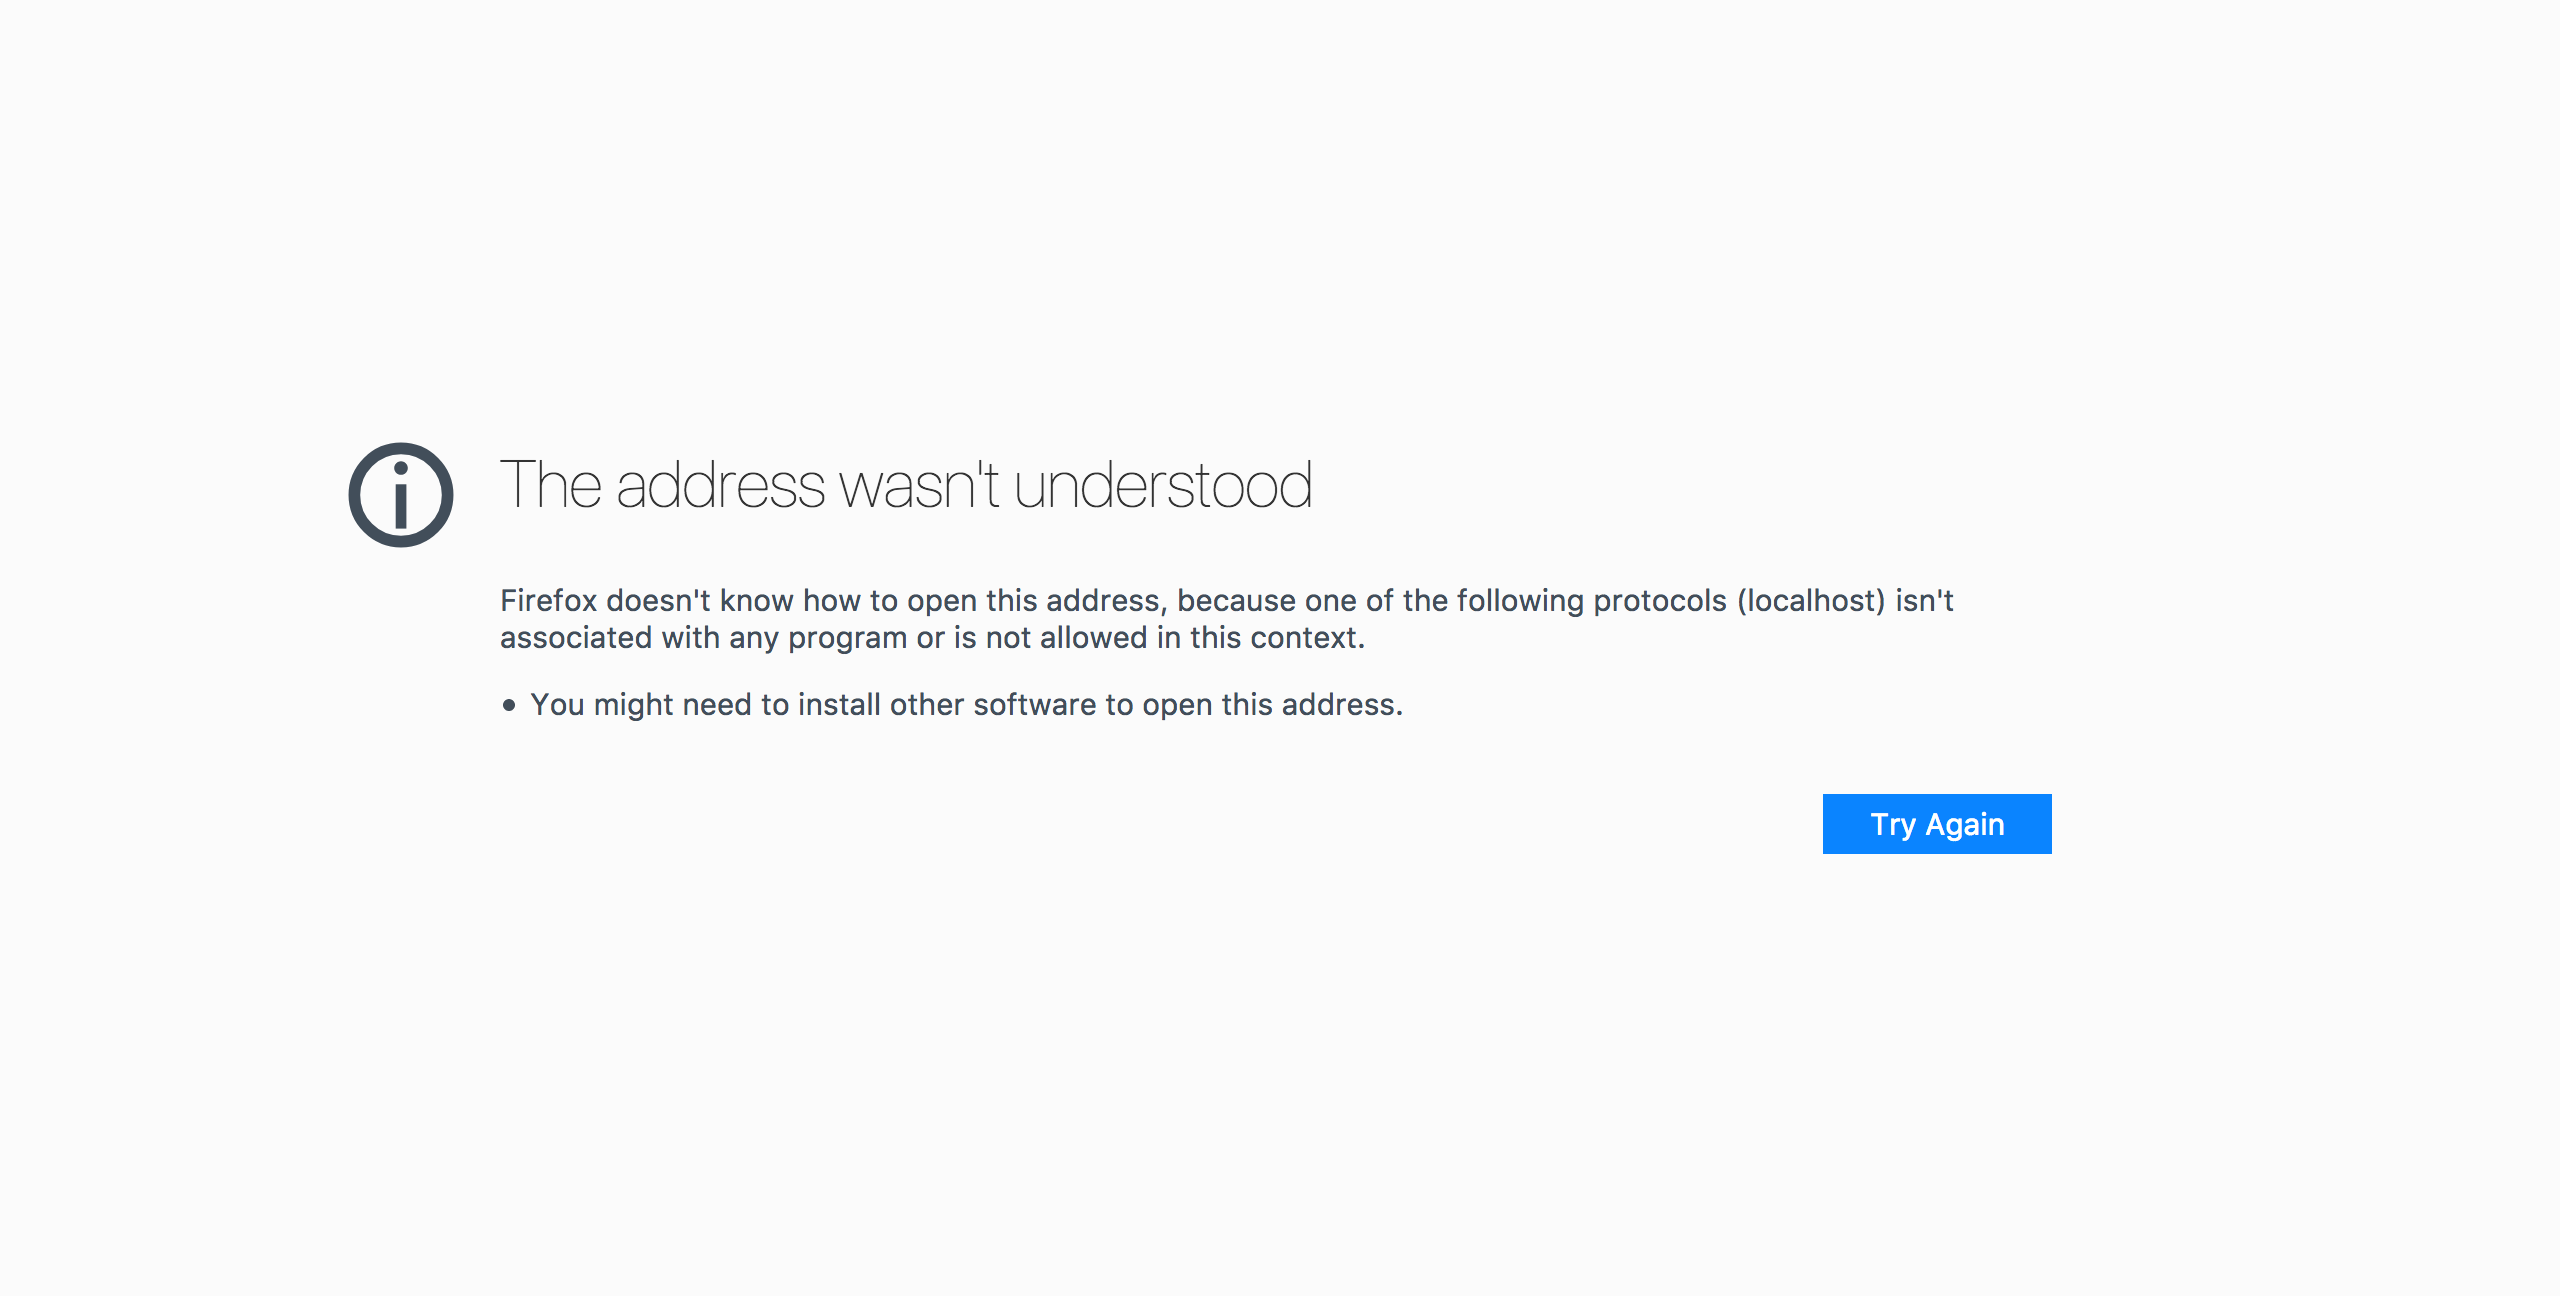 The address wasn't understood
Firefox doesn't know how to open this address, because one of the following protocols (localhost) isn't
associated with any program or is not allowed in this context.
• You might need to install other software to open this address.
Try Again